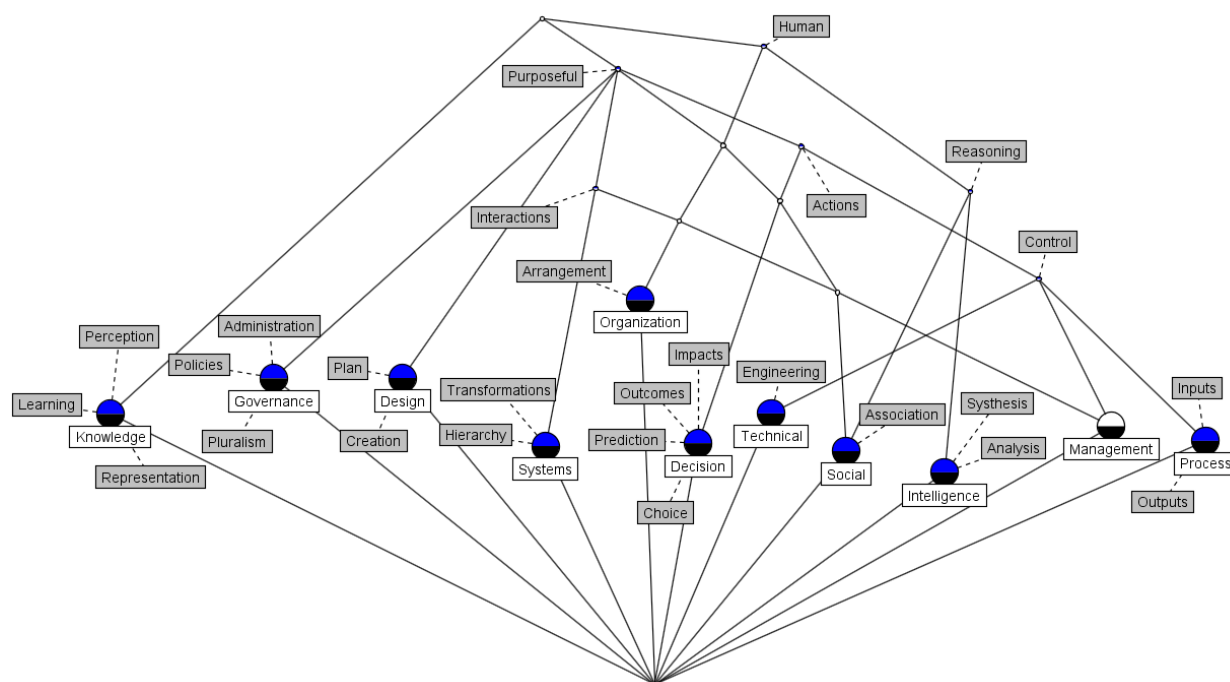 Human
Purposeful
Reasoning
Interactions
Actions
Control
Arrangement
Organization
Perception
Administration
Policies
Plan
Impacts
Engineering
Transformations
Outcomes
Inputs
Learning
Governance
Design
Systhesis
Association
Knowledge
Pluralism
Creation
Hierarchy
Prediction
Technical
Analysis
Management
Representation
Systems
Decision
Social
Intelligence
Process
Choice
Outputs